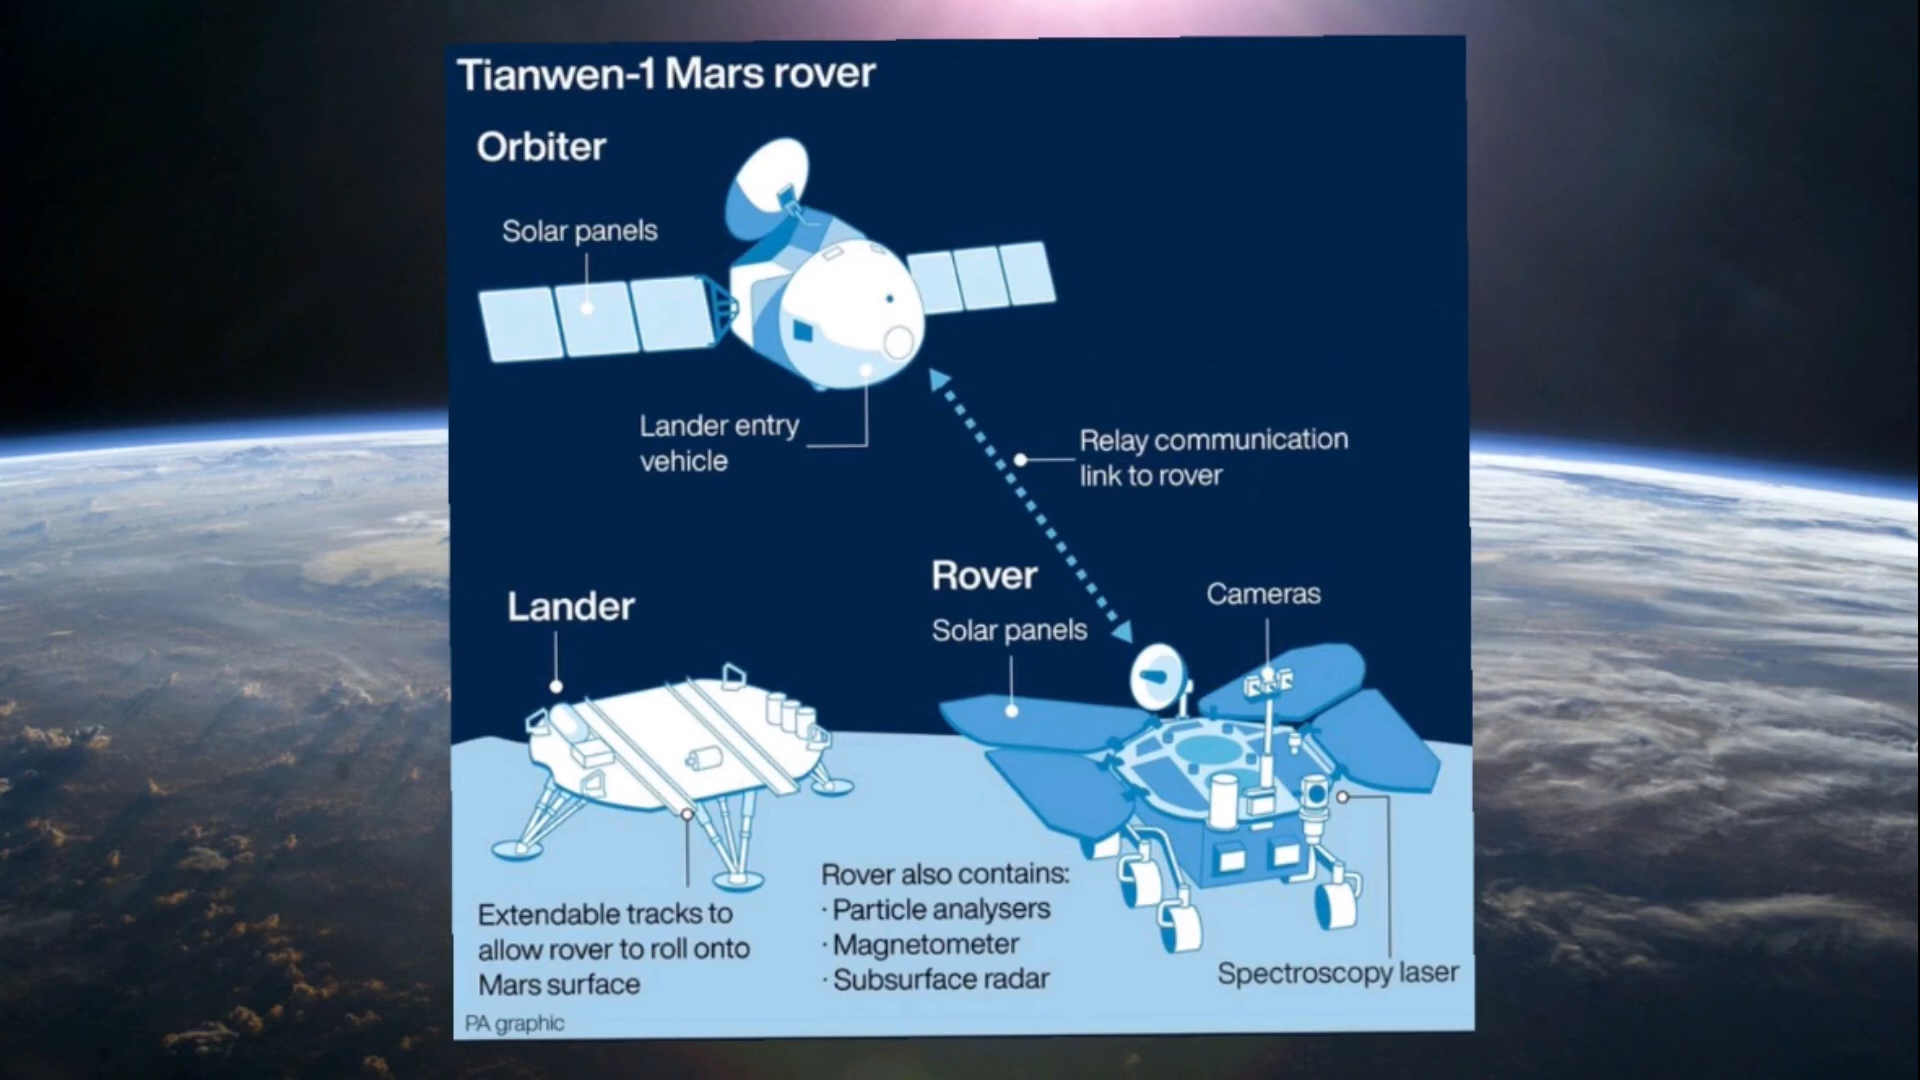 Tianwen-1 Mars rover
Orbiter
Solar panels
Lander entry
vehicle
Relay communication
link to rover
Rover
Solar panels
Cameras
Lander
Extendable tracks to
allow rover to roll onto
Mars surface
Rover also contains:
· Particle analysers
· Magnetometer
· Subsurface radar
Spectroscopy laser
PA graphic